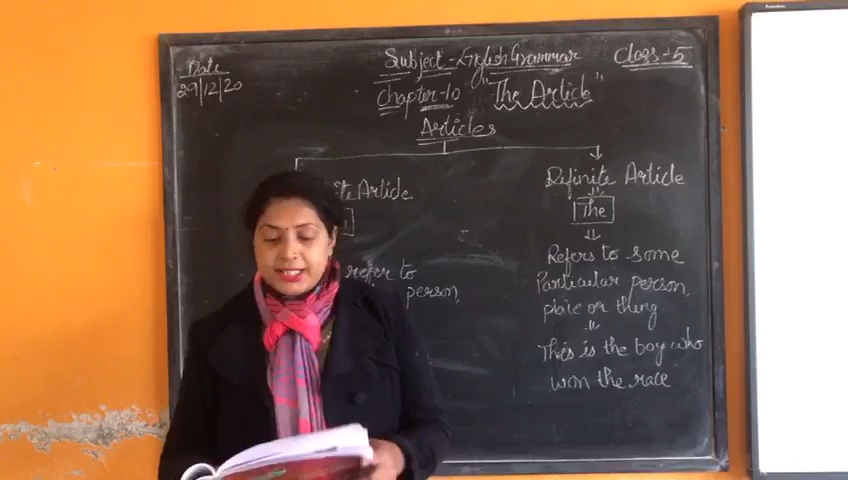 Date
29/12/20
Subject - English Grammar
Class-5
Chapter-10 "The Article"
Articles
ite Article
refer to
person,
Definite Article
The
Refers to some
Particular person,
place or thing.
This is the boy who
won the race